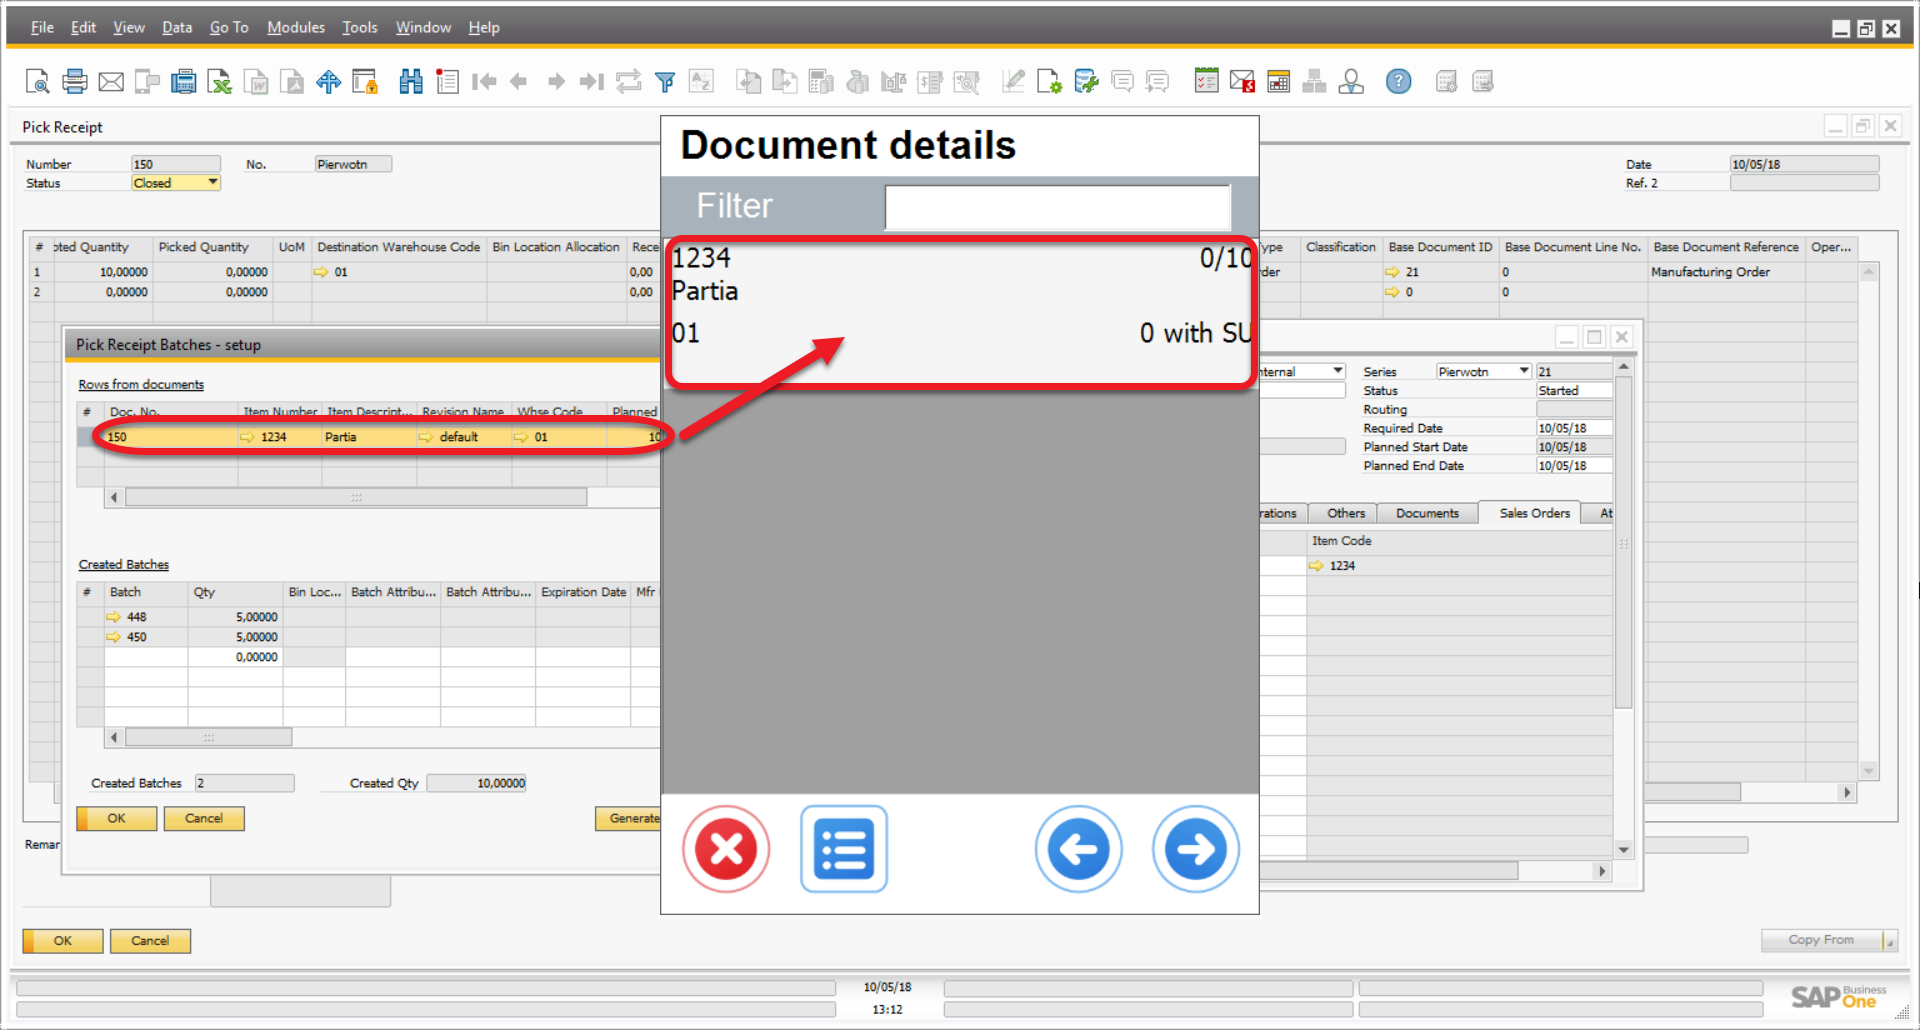 File Edit View Data Go To Modules Tools Window Help
Pick Receipt
Number 150 No. Pierwotn
Status Closed
Date 10/05/18
Ref. 2
# oted Quantity Picked Quantity UoM Destination Warehouse Code Bin Location Allocation Rece
1 10,00000 0,00000 01 0,00
2 0,00000 0,00000 0,00
ype Classification Base Document ID Base Document Line No. Base Document Reference Oper...
der 21 0 Manufacturing Order
0 0
Document details
Filter
1234 0/10
Partia
01 0 with SU
Pick Receipt Batches - setup
Rows from documents
# Doc. No. Item Number Item Descript... Revision Name Whse Code Planned
150 1234 Partia default 01 10
Created Batches
# Batch Qty Bin Loc... Batch Attribu... Batch Attribu... Expiration Date Mfr
448 5,00000
450 5,00000
0,00000
Created Batches 2 Created Qty 10,00000
OK Cancel Generate
nternal Series Pierwotn 21
Status Started
Routing
Required Date 10/05/18
Planned Start Date 10/05/18
Planned End Date 10/05/18
rations Others Documents Sales Orders At
Item Code
1234
Remar
OK Cancel
Copy From
10/05/18
13:12
SAP Business One